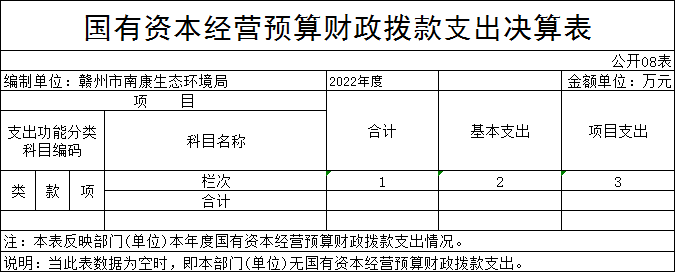 国有资本经营预算财政拨款支出决算表
公开08表
编制单位：赣州市南康生态环境局 2022年度 金额单位：万元
项 目 合计 基本支出 项目支出
支出功能分类科目编码 科目名称
类 款 项 栏次 1 2 3
合计
注：本表反映部门(单位)本年度国有资本经营预算财政拨款支出情况。
说明：当此表数据为空时，即本部门(单位)无国有资本经营预算财政拨款支出。